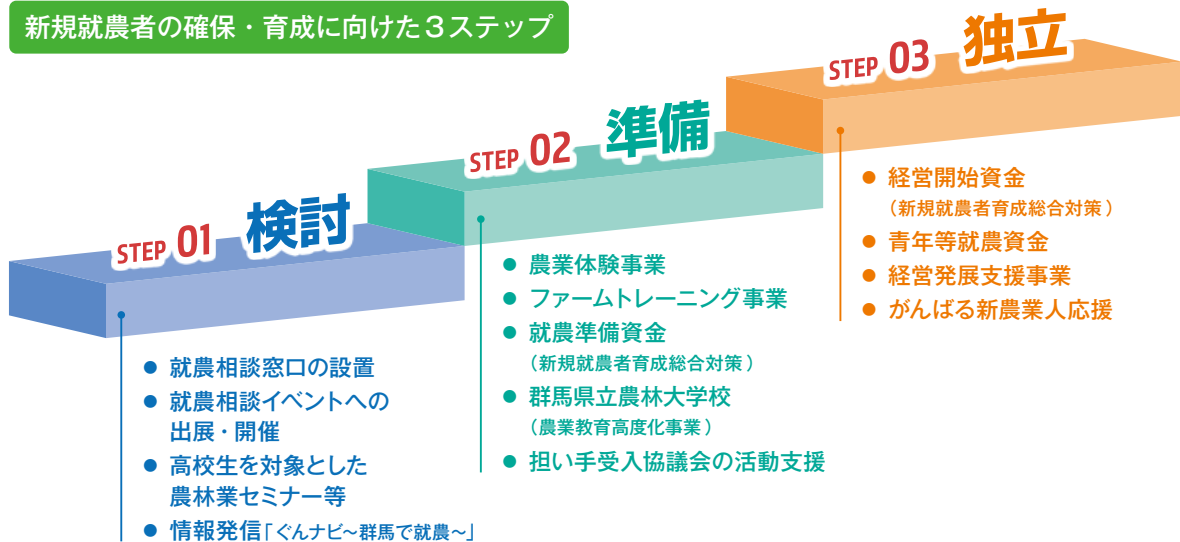 新規就農者の確保・育成に向けた３ステップ
STEP 01 検討
● 就農相談窓口の設置
● 就農相談イベントへの
出展・開催
● 高校生を対象とした
農林業セミナー等
● 情報発信「ぐんナビ～群馬で就農～」
STEP 02 準備
● 農業体験事業
● ファームトレーニング事業
● 就農準備資金
（新規就農者育成総合対策）
● 群馬県立農林大学校
（農業教育高度化事業）
● 担い手受入協議会の活動支援
STEP 03 独立
● 経営開始資金
（新規就農者育成総合対策）
● 青年等就農資金
● 経営発展支援事業
● がんばる新農業人応援